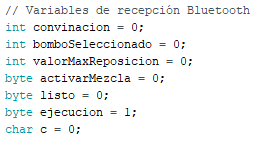 // Variables de recepción Bluetooth
int convinacion = 0;
int bomboSeleccionado = 0;
int valorMaxReposicion = 0;
byte activarMezcla = 0;
byte listo = 0;
byte ejecucion = 1;
char c = 0;